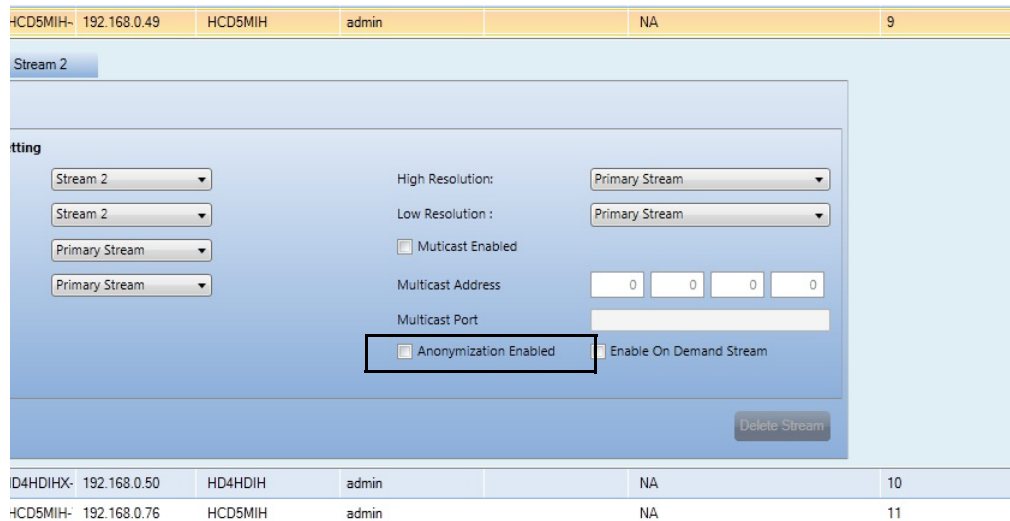 HCD5MIH- 192.168.0.49 HCD5MIH admin NA 9
Stream 2
etting
Stream 2 High Resolution: Primary Stream
Stream 2 Low Resolution : Primary Stream
Primary Stream Muticast Enabled
Primary Stream Multicast Address 0 0 0 0
Multicast Port
Anonymization Enabled Enable On Demand Stream
Delete Stream
HD4HDIHX- 192.168.0.50 HD4HDIH admin NA 10
HCD5MIH- 192.168.0.76 HCD5MIH admin NA 11